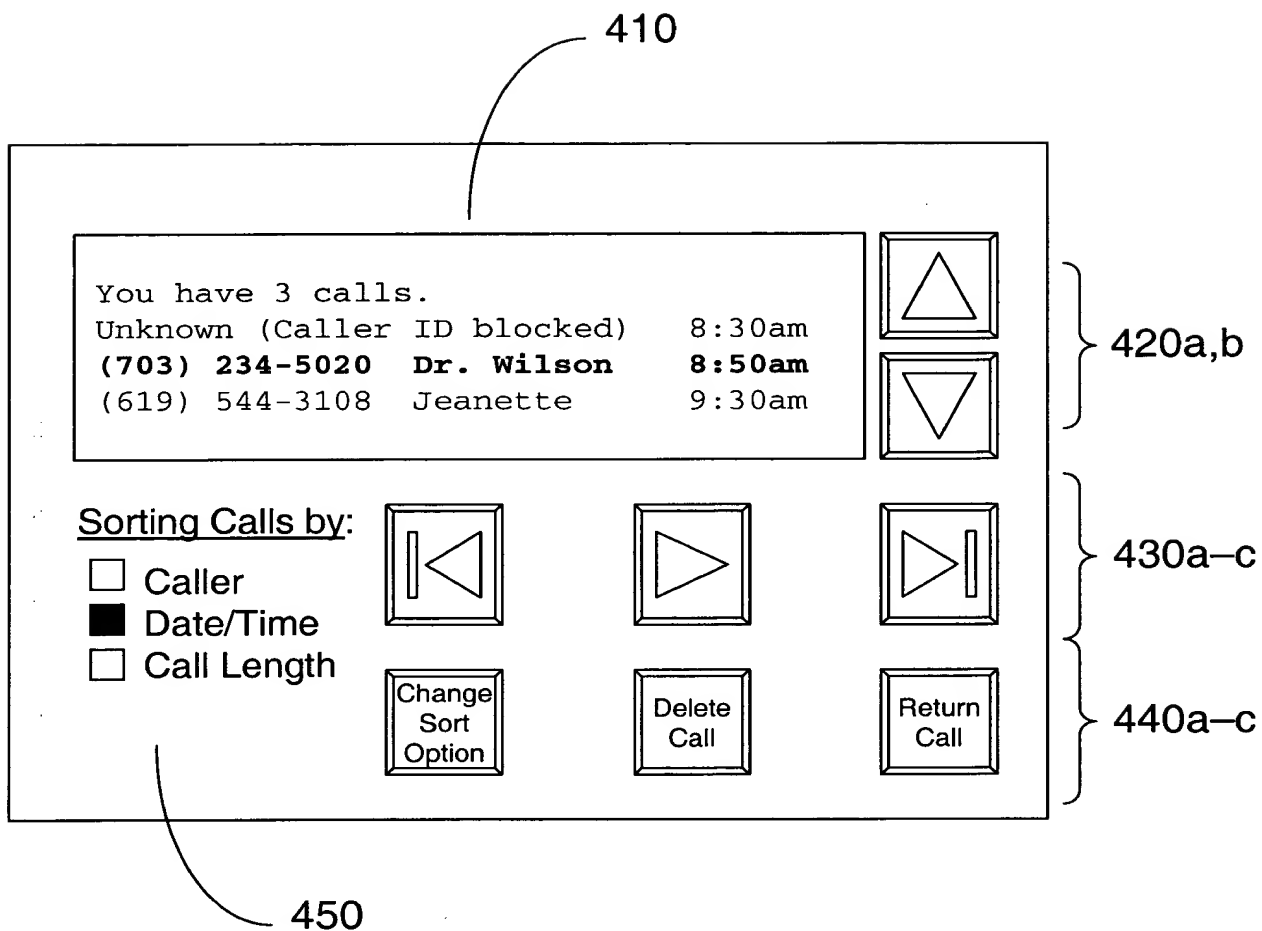 410
You have 3 calls.
Unknown (Caller ID blocked) 8:30am
(703) 234-5020 Dr. Wilson 8:50am
(619) 544-3108 Jeanette 9:30am
420a,b
Sorting Calls by:
Caller
Date/Time
Call Length
430a–c
Change
Sort
Option
Delete
Call
Return
Call
440a–c
450